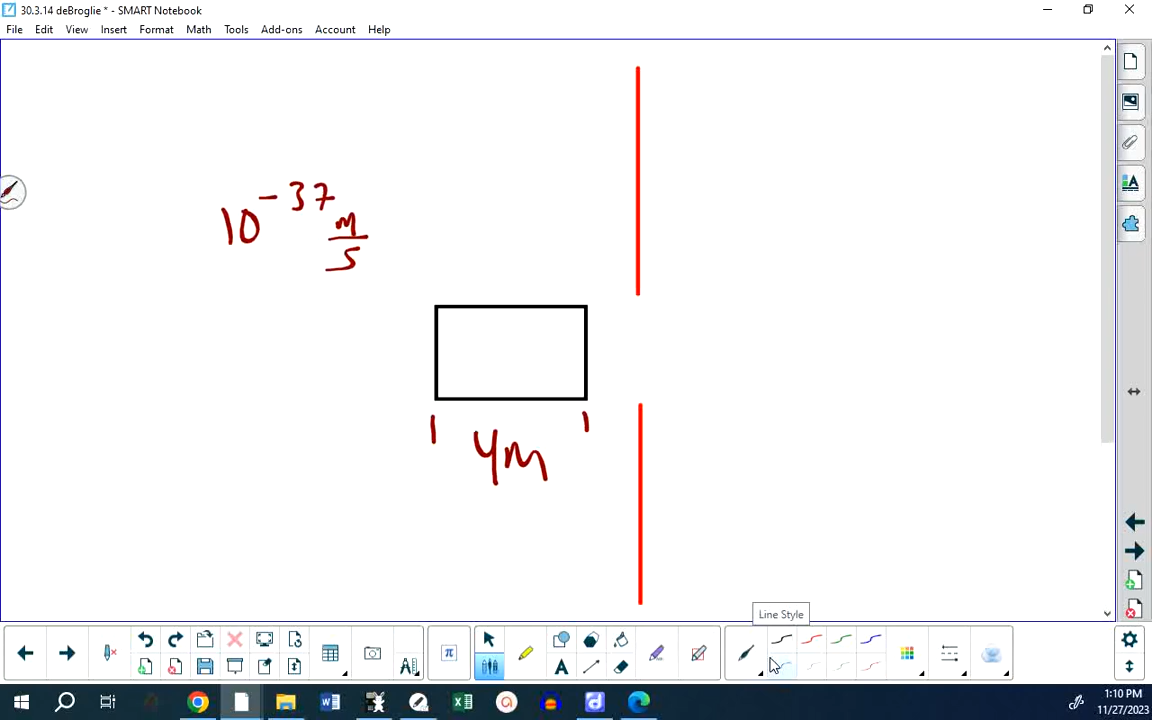 30.3.14 deBroglie * - SMART Notebook
File Edit View Insert Format Math Tools Add-ons Account Help
10^-37 m/s
4m
Line Style
π
1:10 PM
11/27/2023